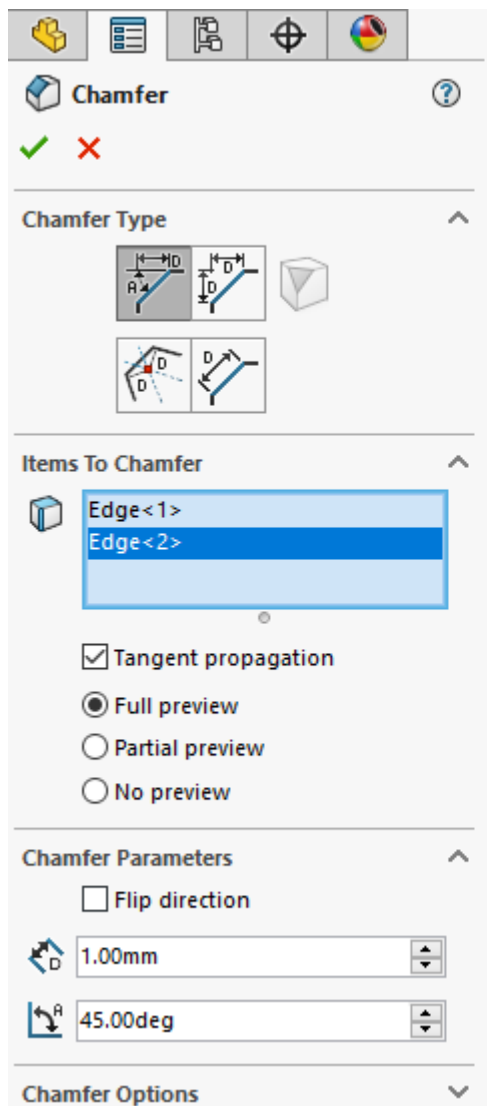 Chamfer
?
Chamfer Type
D
A
D
D
D
D
D
Items To Chamfer
Edge<1>
Edge<2>
Tangent propagation
Full preview
Partial preview
No preview
Chamfer Parameters
Flip direction
D
1.00mm
A
45.00deg
Chamfer Options